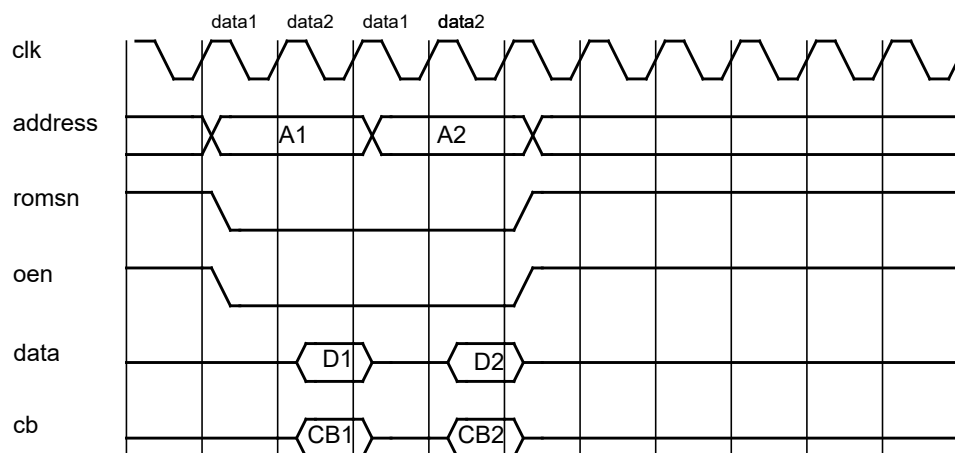 data1 data2 data1 data2
clk
address A1 A2
romsn
oen
data D1 D2
cb CB1 CB2